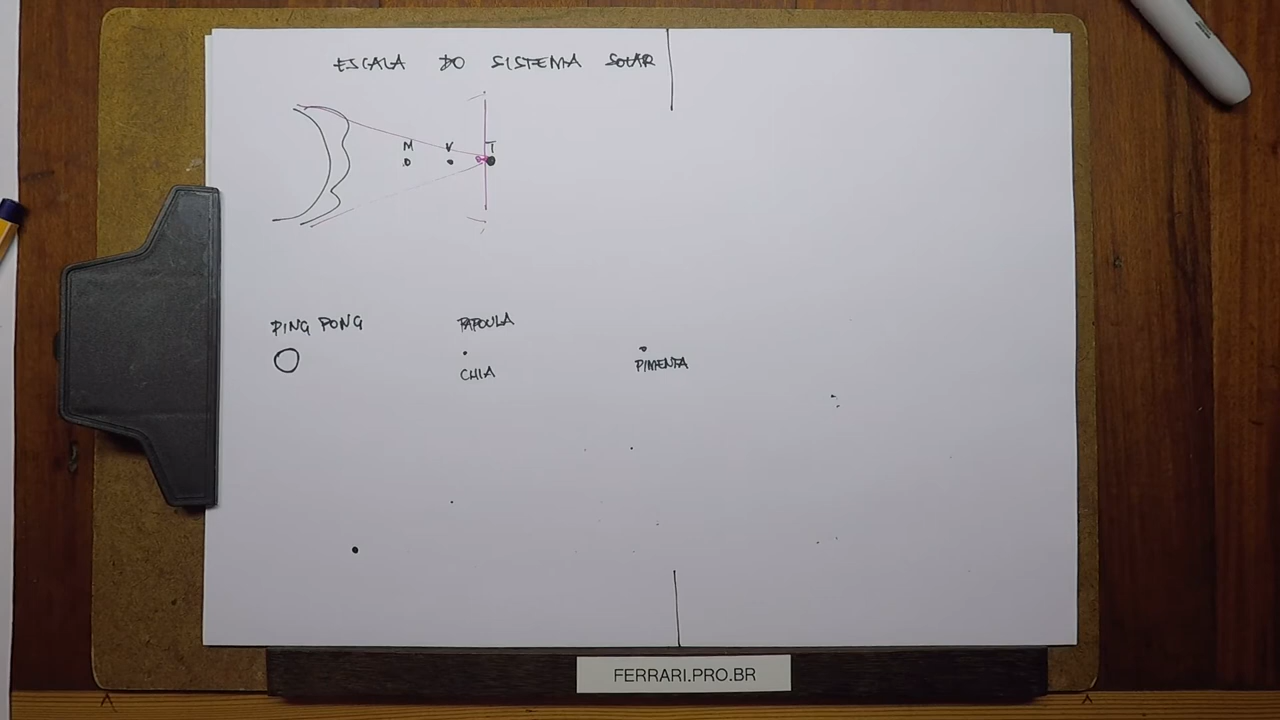 ESCALA DO SISTEMA SOLAR
M V T
PING PONG PAPOULA
CHIA PIMENTA
FERRARI.PRO.BR